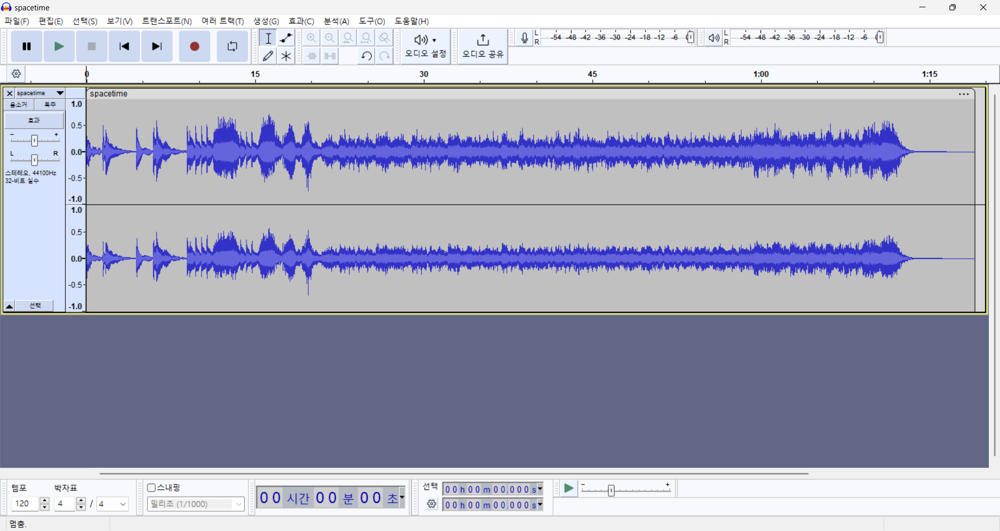 spacetime
파일(F) 편집(E) 선택(S) 보기(V) 트랜스포트(N) 여러 트랙(T) 생성(G) 효과(C) 분석(A) 도구(O) 도움말(H)
오디오 설정
오디오 공유
L
R
-54 -48 -42 -36 -30 -24 -18 -12 -6 0
L
R
-54 -48 -42 -36 -30 -24 -18 -12 -6 0
0 15 30 45 1:00 1:15
spacetime
음소거 독주
효과
- +
L R
스테레오, 44100Hz
32-비트 실수
선택
1.0
0.5
0.0
-0.5
-1.0
1.0
0.5
0.0
-0.5
-1.0
spacetime
템포 박자표
120 4 / 4
스내핑
밀리초 (1/1000)
00 시간 00 분 00 초
선택
00 h 00 m 00.000 s
00 h 00 m 00.000 s
- +
멈춤.